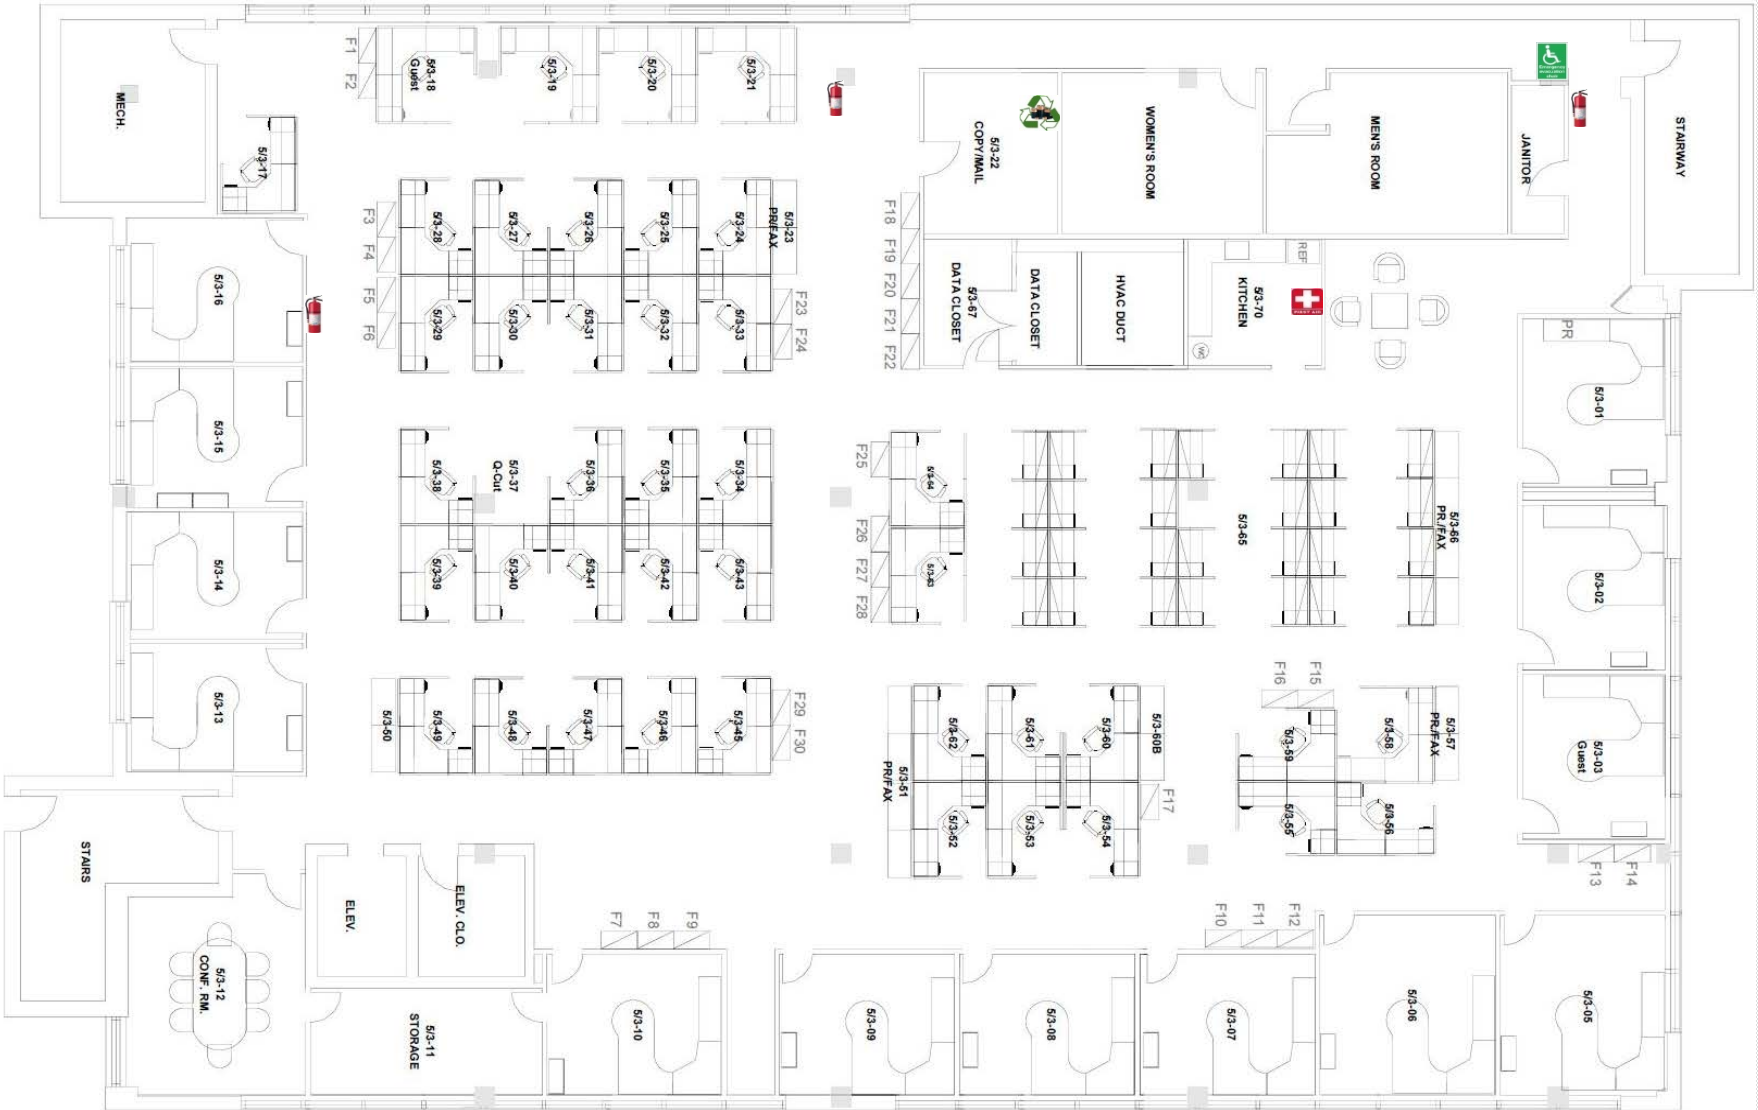 F1
F2
5/3-18
Guest
5/3-19
5/3-20
5/3-21
Emergency
evacuation
chair
MECH.
5/3-17
5/3-22
COPY/MAIL
WOMEN'S ROOM
MEN'S ROOM
JANITOR
STAIRWAY
F3
F4
F5
F6
5/3-28
5/3-27
5/3-26
5/3-25
5/3-24
5/3-23
PR/FAX
F18
F19
F20
F21
F22
5/3-67
DATA CLOSET
DATA CLOSET
HVAC DUCT
5/3-70
KITCHEN
REF
FIRST AID
WC
5/3-16
5/3-29
5/3-30
5/3-31
5/3-32
5/3-33
F23
F24
PR
5/3-01
5/3-15
5/3-38
5/3-37
Q-Cut
5/3-36
5/3-35
5/3-34
F25
5/3-64
F26
F27
F28
5/3-63
5/3-65
5/3-66
PR./FAX
5/3-02
5/3-14
5/3-39
5/3-40
5/3-41
5/3-42
5/3-43
5/3-13
5/3-50
5/3-49
5/3-48
5/3-47
5/3-46
5/3-45
F29
F30
5/3-62
5/3-61
5/3-60
5/3-60B
F16
F15
5/3-59
5/3-58
5/3-57
PR./FAX
5/3-03
Guest
5/3-51
PR/FAX
5/3-52
5/3-53
5/3-54
F17
5/3-55
5/3-56
F13
F14
STAIRS
ELEV.
ELEV. CLO.
F7
F8
F9
F10
F11
F12
5/3-12
CONF. RM.
5/3-11
STORAGE
5/3-10
5/3-09
5/3-08
5/3-07
5/3-06
5/3-05